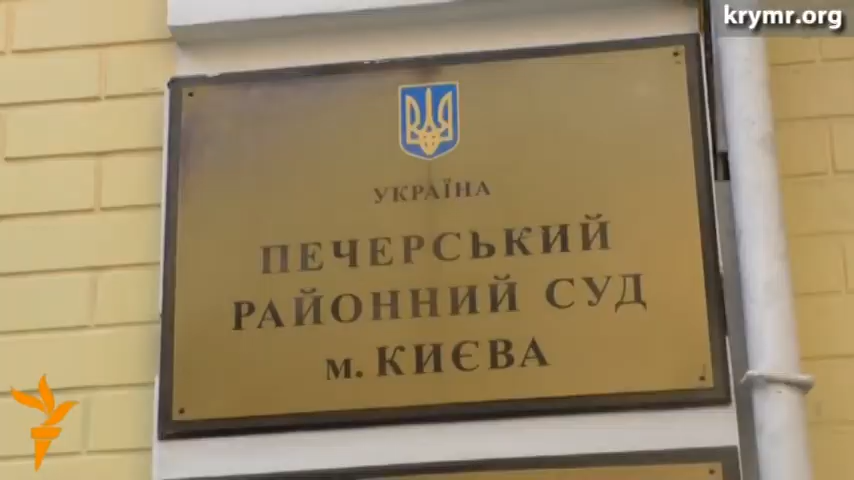 krymr.org
УКРАЇНА
ПЕЧЕРСЬКИЙ
РАЙОННИЙ СУД
м. КИЄВА